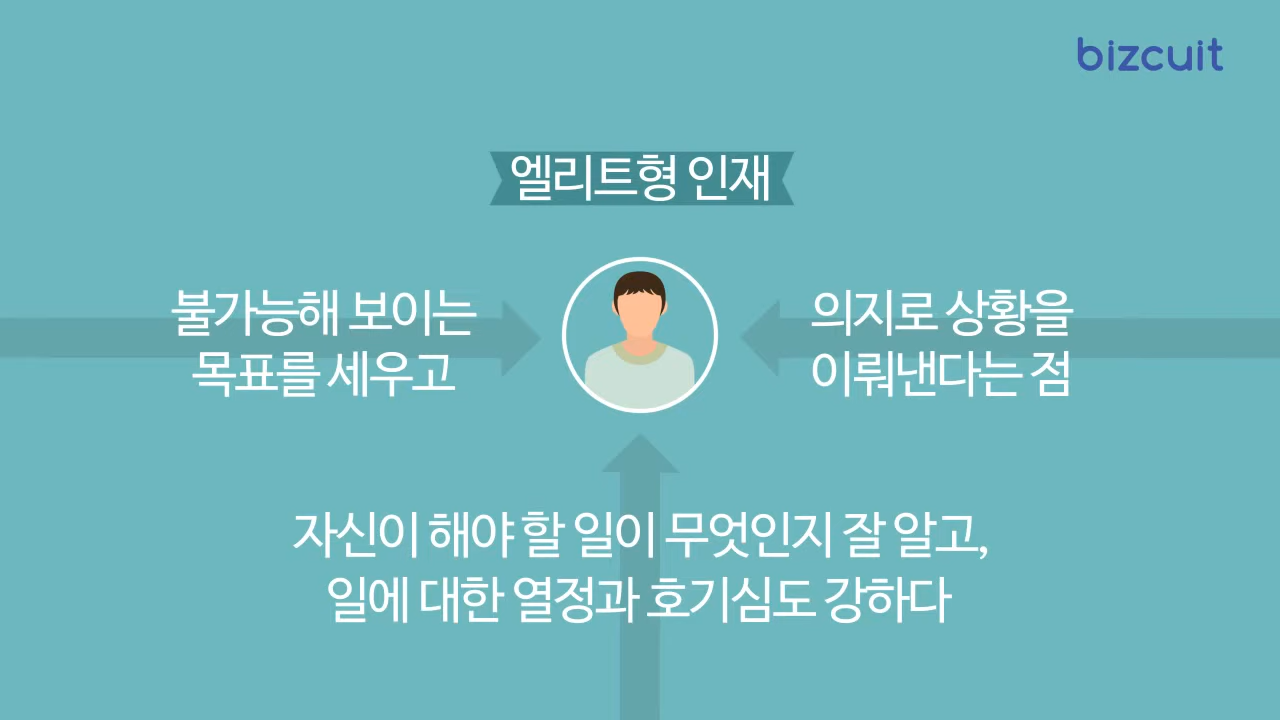 bizcuit
엘리트형 인재
불가능해 보이는
목표를 세우고
의지로 상황을
이뤄낸다는 점
자신이 해야 할 일이 무엇인지 잘 알고,
일에 대한 열정과 호기심도 강하다